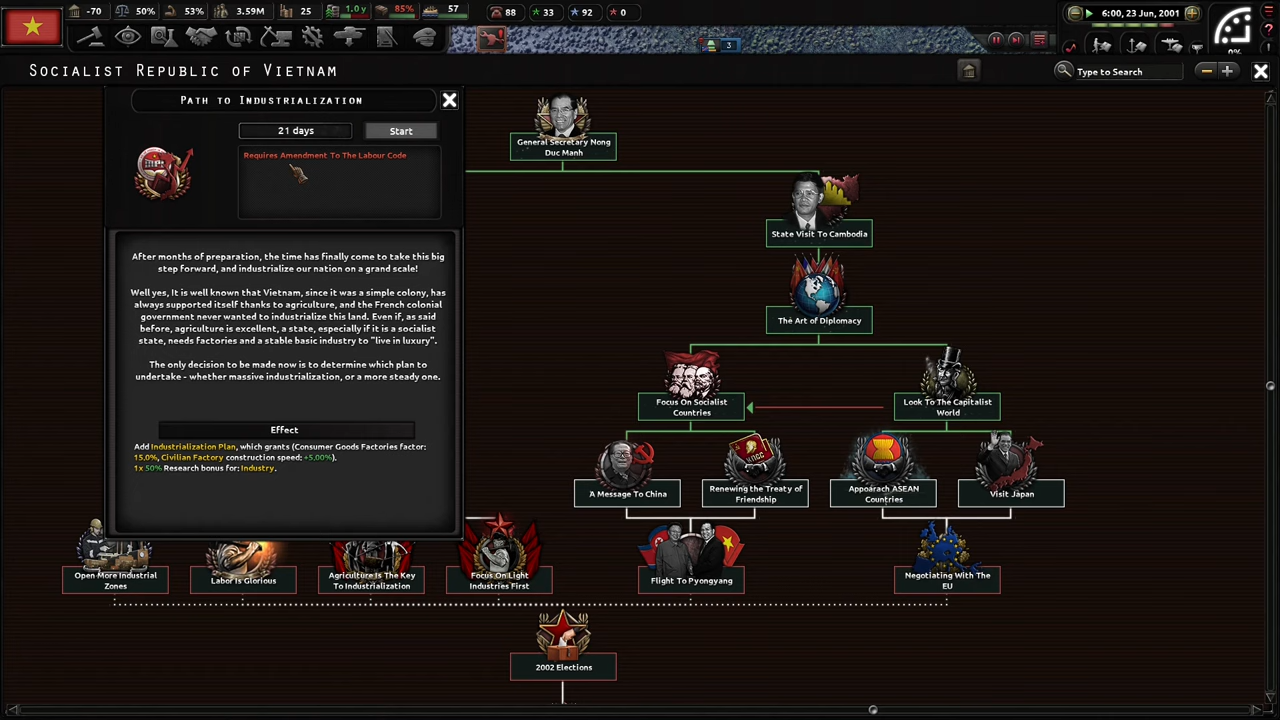 -70
50%
53%
3.59M
25
1.0 y
85%
57
88
33
92
0
6:00, 23 Jun, 2001
3
0%
Socialist Republic of Vietnam
Type to Search
Path to Industrialization
21 days
Start
Requires Amendment To The Labour Code
After months of preparation, the time has finally come to take this big
step forward, and industrialize our nation on a grand scale!
Well yes, It is well known that Vietnam, since it was a simple colony, has
always supported itself thanks to agriculture, and the French colonial
government never wanted to industrialize this land. Even if, as said
before, agriculture is excellent, a state, especially if it is a socialist
state, needs factories and a stable basic industry to "live in luxury".
The only decision to be made now is to determine which plan to
undertake - whether massive industrialization, or a more steady one.
Effect
Add Industrialization Plan, which grants (Consumer Goods Factories factor:
15.0%, Civilian Factory construction speed: +5.00%).
1x 50% Research bonus for: Industry.
General Secretary Nong
Duc Manh
State Visit To Cambodia
The Art of Diplomacy
Focus On Socialist
Countries
Look To The Capitalist
World
A Message To China
Renewing the Treaty of
Friendship
Appoarach ASEAN
Countries
Visit Japan
Open More Industrial
Zones
Labor Is Glorious
Agriculture Is The Key
To Industrialization
Focus On Light
Industries First
Flight To Pyongyang
Negotiating With The
EU
2002 Elections